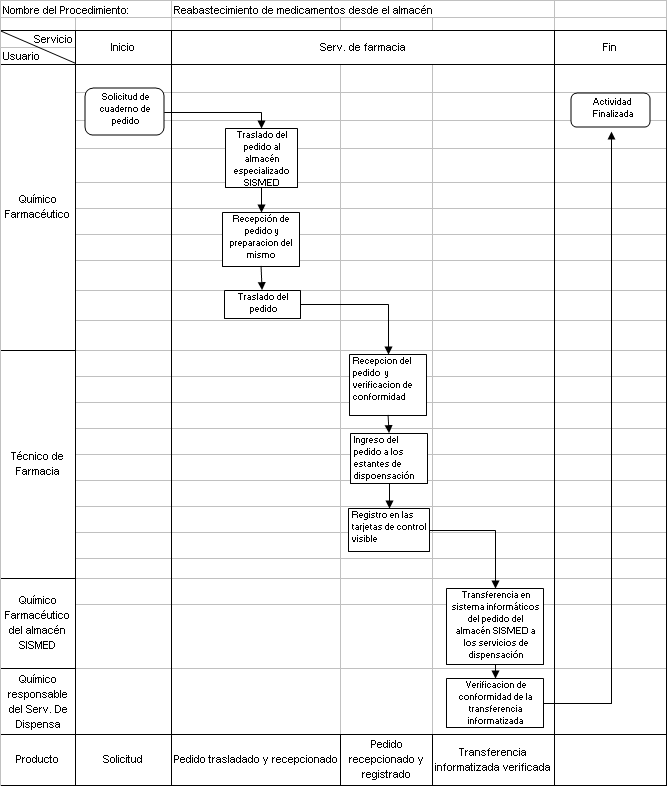 Nombre del Procedimiento: Reabastecimiento de medicamentos desde el almacén
Servicio
Usuario
Inicio
Serv. de farmacia
Fin
Químico
Farmacéutico
Solicitud de
cuaderno de
pedido
Traslado del
pedido al
almacén
especializado
SISMED
Recepción de
pedido y
preparacion del
mismo
Traslado del
pedido
Actividad
Finalizada
Técnico de
Farmacia
Recepcion del
pedido y
verificacion de
conformidad
Ingreso del
pedido a los
estantes de
dispoensación
Registro en las
tarjetas de control
visible
Químico
Farmacéutico
del almacén
SISMED
Transferencia en
sistema informáticos
del pedido del
almacén SISMED a
los servicios de
dispensación
Químico
responsable
del Serv. De
Dispensa
Verificacion de
conformidad de la
transferencia
informatizada
Producto
Solicitud
Pedido trasladado y recepcionado
Pedido
recepcionado y
registrado
Transferencia
informatizada verificada